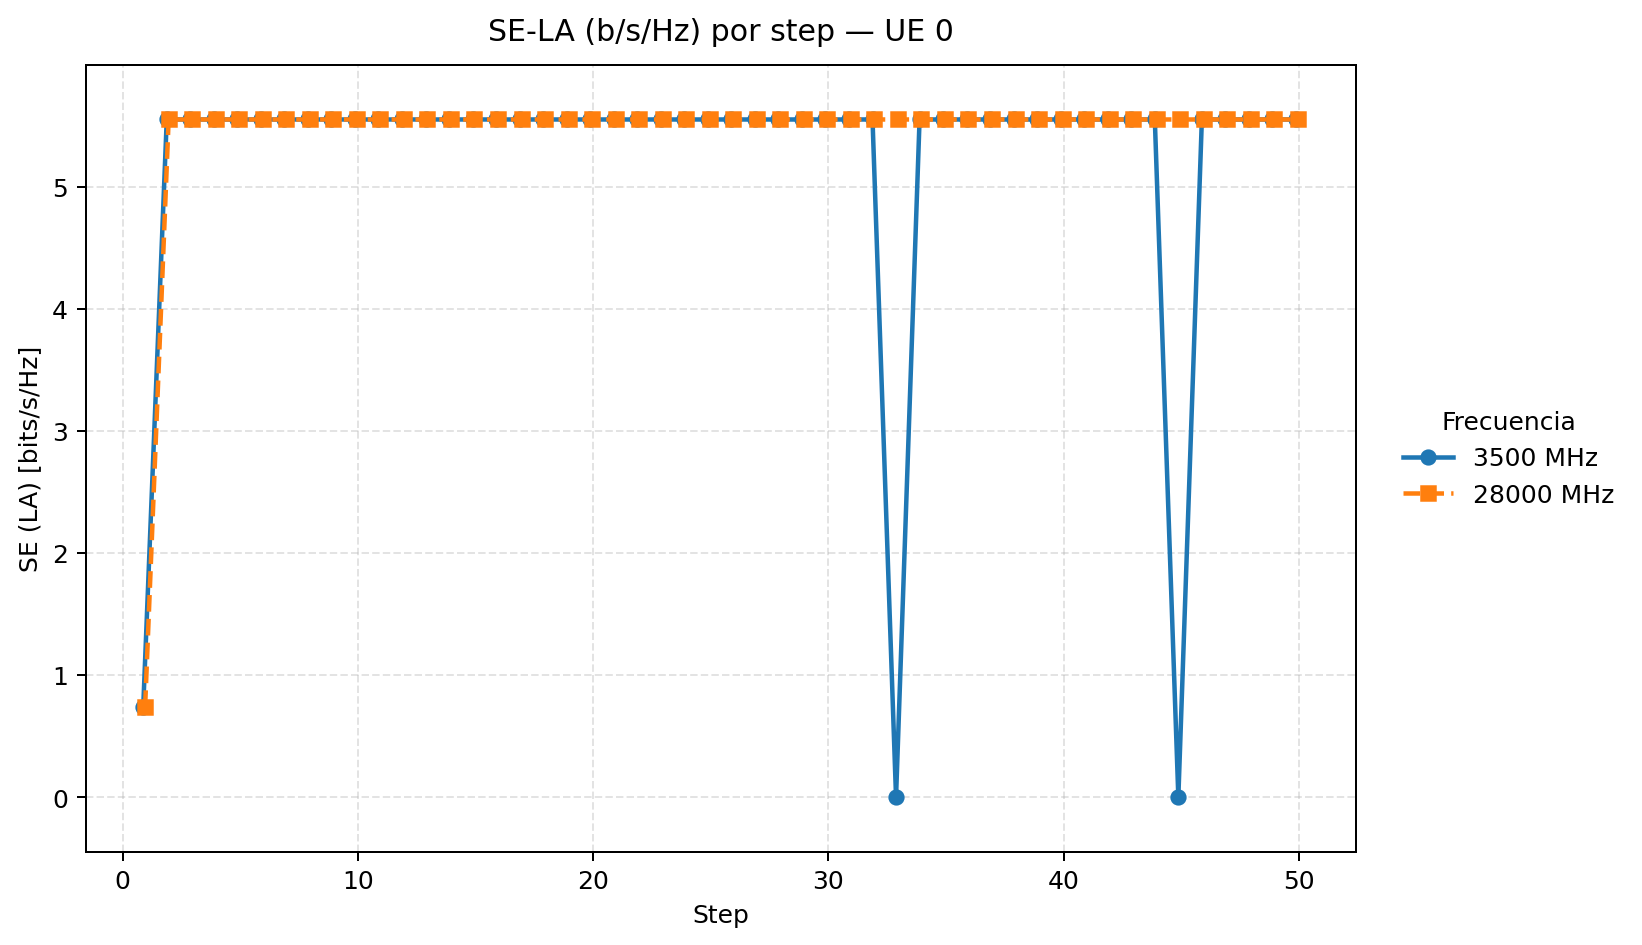 SE-LA (b/s/Hz) por step — UE 0
SE (LA) [bits/s/Hz]
5
4
3
2
1
0
0 10 20 30 40 50
Step
Frecuencia
3500 MHz
28000 MHz